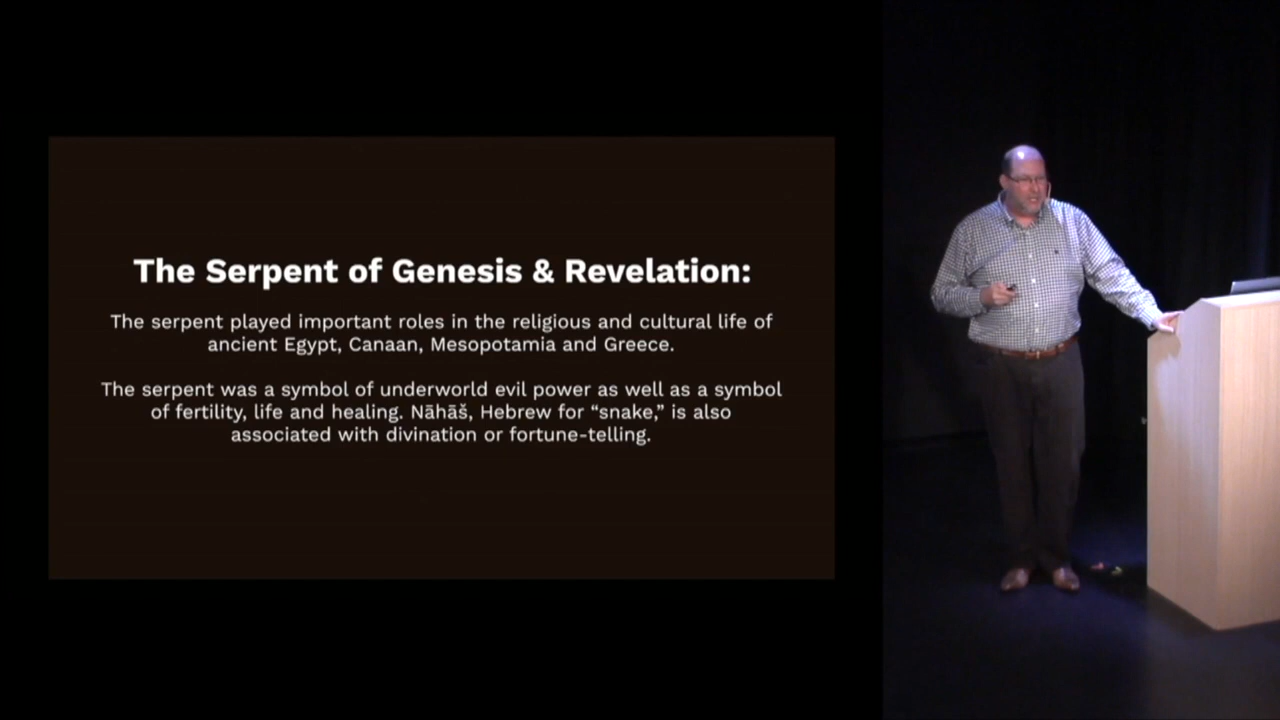 The Serpent of Genesis & Revelation:
The serpent played important roles in the religious and cultural life of
ancient Egypt, Canaan, Mesopotamia and Greece.
The serpent was a symbol of underworld evil power as well as a symbol
of fertility, life and healing. Nāhāš, Hebrew for “snake,” is also
associated with divination or fortune-telling.